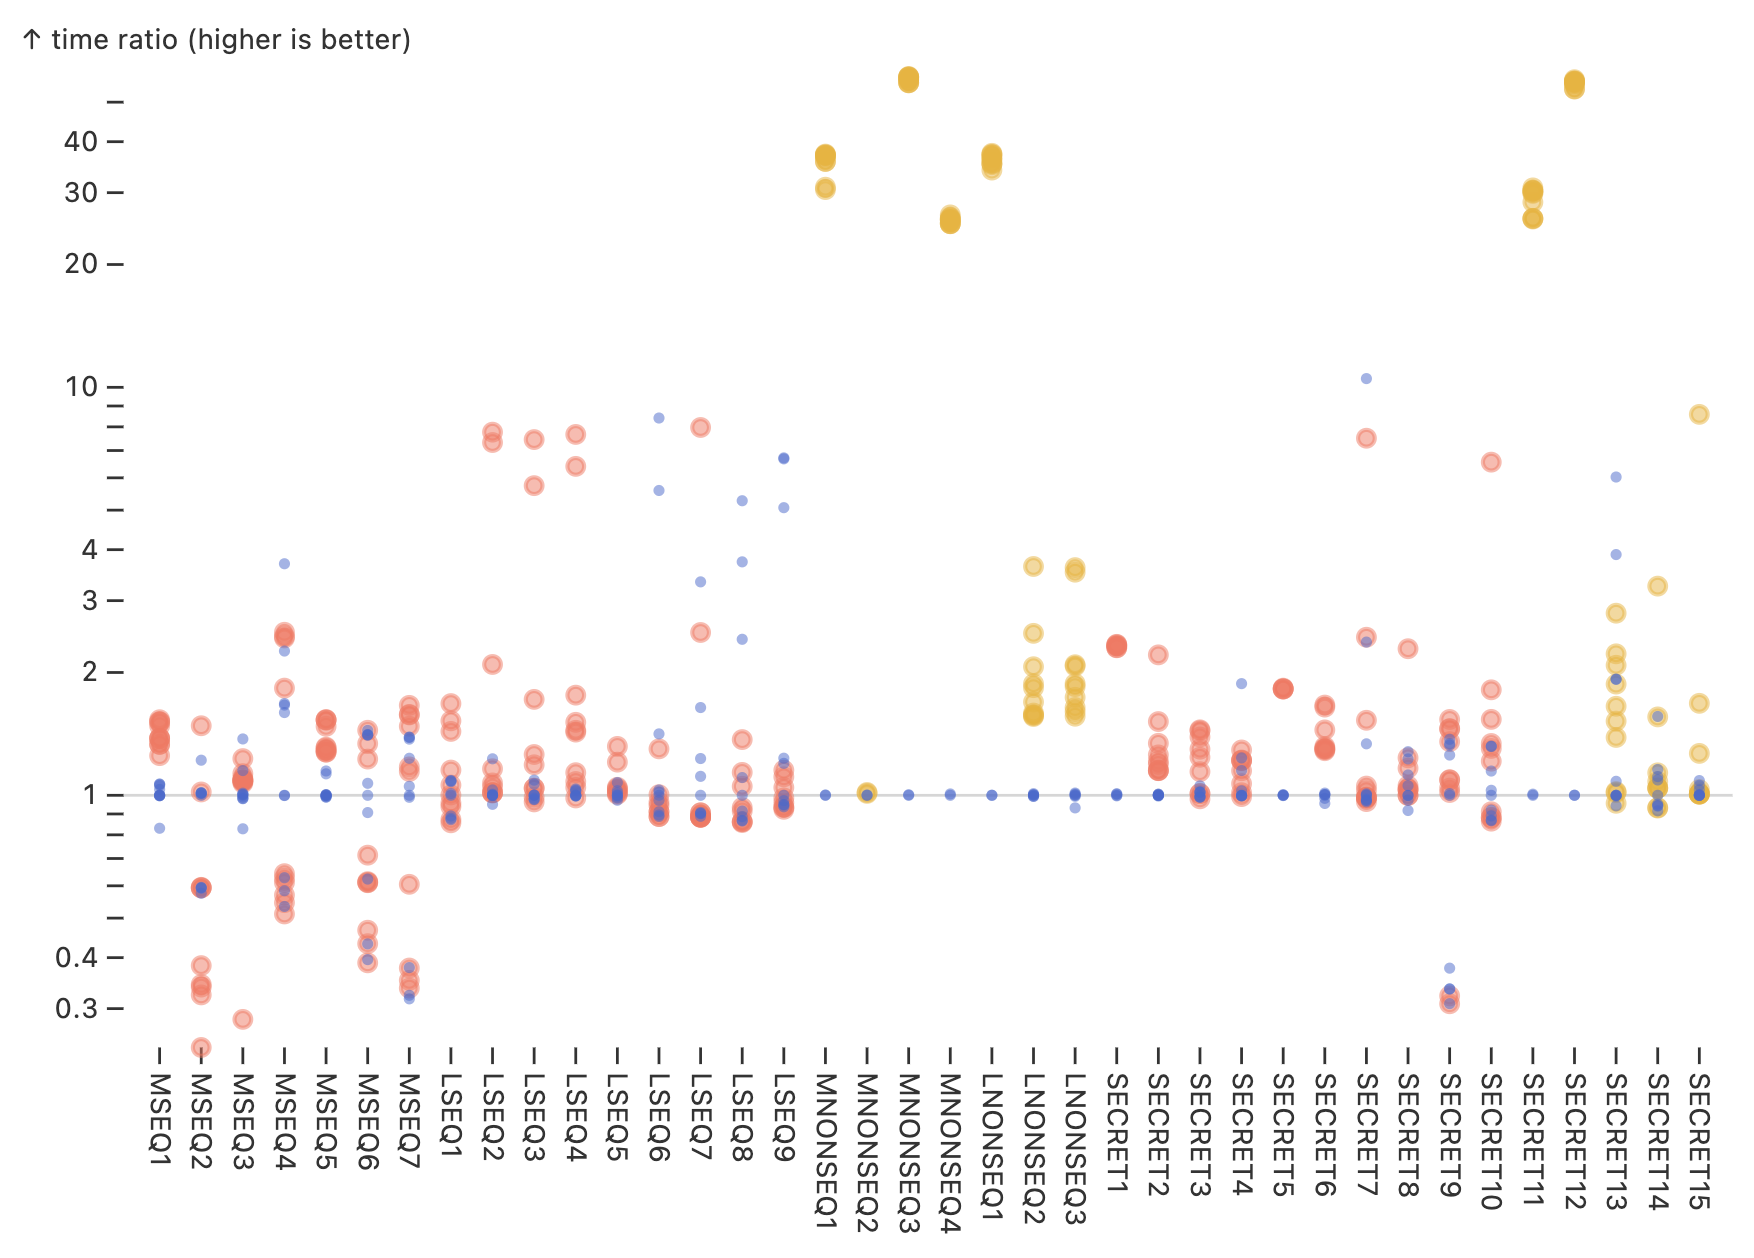 ↑ time ratio (higher is better)
40
30
20
10
4
3
2
1
0.4
0.3
MSEQ1
MSEQ2
MSEQ3
MSEQ4
MSEQ5
MSEQ6
MSEQ7
LSEQ1
LSEQ2
LSEQ3
LSEQ4
LSEQ5
LSEQ6
LSEQ7
LSEQ8
LSEQ9
MNONSEQ1
MNONSEQ2
MNONSEQ3
MNONSEQ4
LNONSEQ1
LNONSEQ2
LNONSEQ3
SECRET1
SECRET2
SECRET3
SECRET4
SECRET5
SECRET6
SECRET7
SECRET8
SECRET9
SECRET10
SECRET11
SECRET12
SECRET13
SECRET14
SECRET15